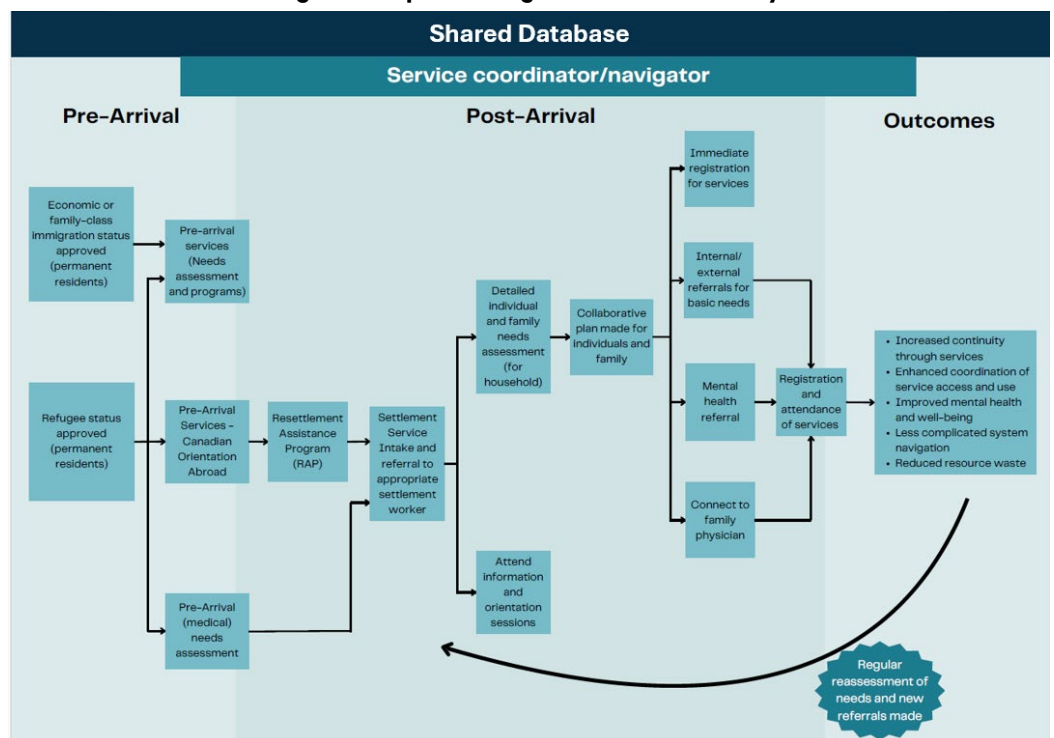 Shared Database
Service coordinator/navigator
Pre-Arrival
Post-Arrival
Outcomes
Economic or
family-class
immigration status
approved
(permanent
residents)
Pre-arrival
services
(Needs
assessment
and programs)
Refugee status
approved
(permanent
residents)
Pre-Arrival
Services -
Canadian
Orientation
Abroad
Resettlement
Assistance
Program
(RAP)
Settlement
Service
Intake and
referral to
appropriate
settlement
worker
Pre-Arrival
(medical)
needs
assessment
Detailed
individual
and family
needs
assessment
(for
household)
Attend
information
and
orientation
sessions
Collaborative
plan made for
individuals and
family
Immediate
registration
for services
Internal/
external
referrals for
basic needs
Mental
health
referral
Connect to
family
physician
Registration
and
attendance
of services
• Increased continuity
through services
• Enhanced coordination of
service access and use
• Improved mental health
and well-being
• Less complicated system
navigation
• Reduced resource waste
Regular
reassessment of
needs and new
referrals made